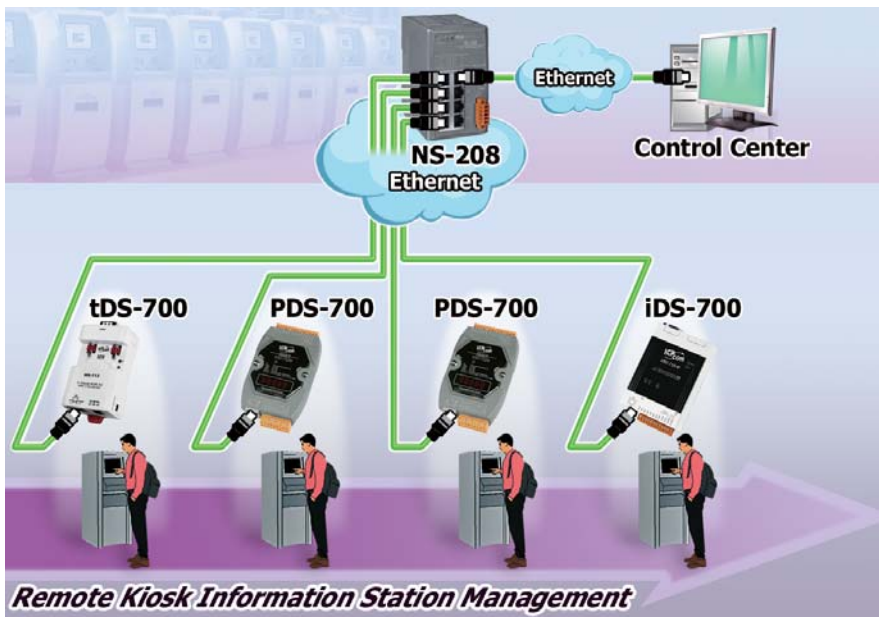 Ethernet
NS-208
Control Center
Ethernet
tDS-700
PDS-700
PDS-700
iDS-700
Remote Kiosk Information Station Management